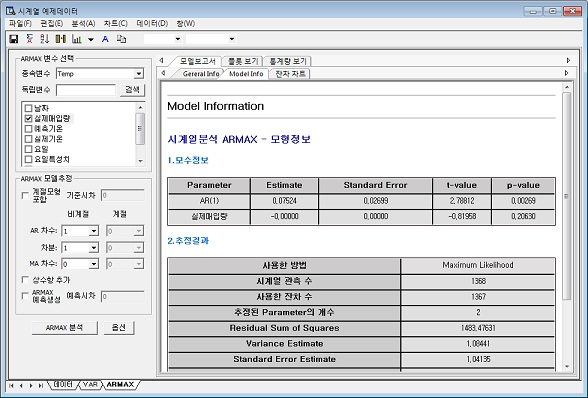 시계열 예제데이터
파일(F) 편집(E) 분석(A) 차트(C) 데이터(D) 창(W)
ARMAX 변수 선택
종속변수 Temp
독립변수 검색
날짜
실제매입량
예측기온
실제기온
요일
요일특성치
ARMAX 모델추정
계절모형 포함 기준시차 0
비계절 계절
AR 차수: 1 0
차분: 1 0
MA 차수: 0 0
상수항 추가
ARMAX 예측생성 예측시차 0
ARMAX 분석 옵션
모델보고서 플롯 보기 통계량 보기
General Info Model Info 잔차 차트
Model Information
시계열분석 ARMAX - 모형정보
1.모수정보
Parameter Estimate Standard Error t-value p-value
AR(1) 0,07524 0,02699 2,78812 0,00269
실제매입량 -0,00000 0,00000 -0,81958 0,20630
2.추정결과
사용한 방법 Maximum Likelihood
시계열 관측 수 1368
사용한 잔차 수 1367
추정된 Parameter의 개수 2
Residual Sum of Squares 1483,47631
Variance Estimate 1,08441
Standard Error Estimate 1,04135
데이터 VAR ARMAX